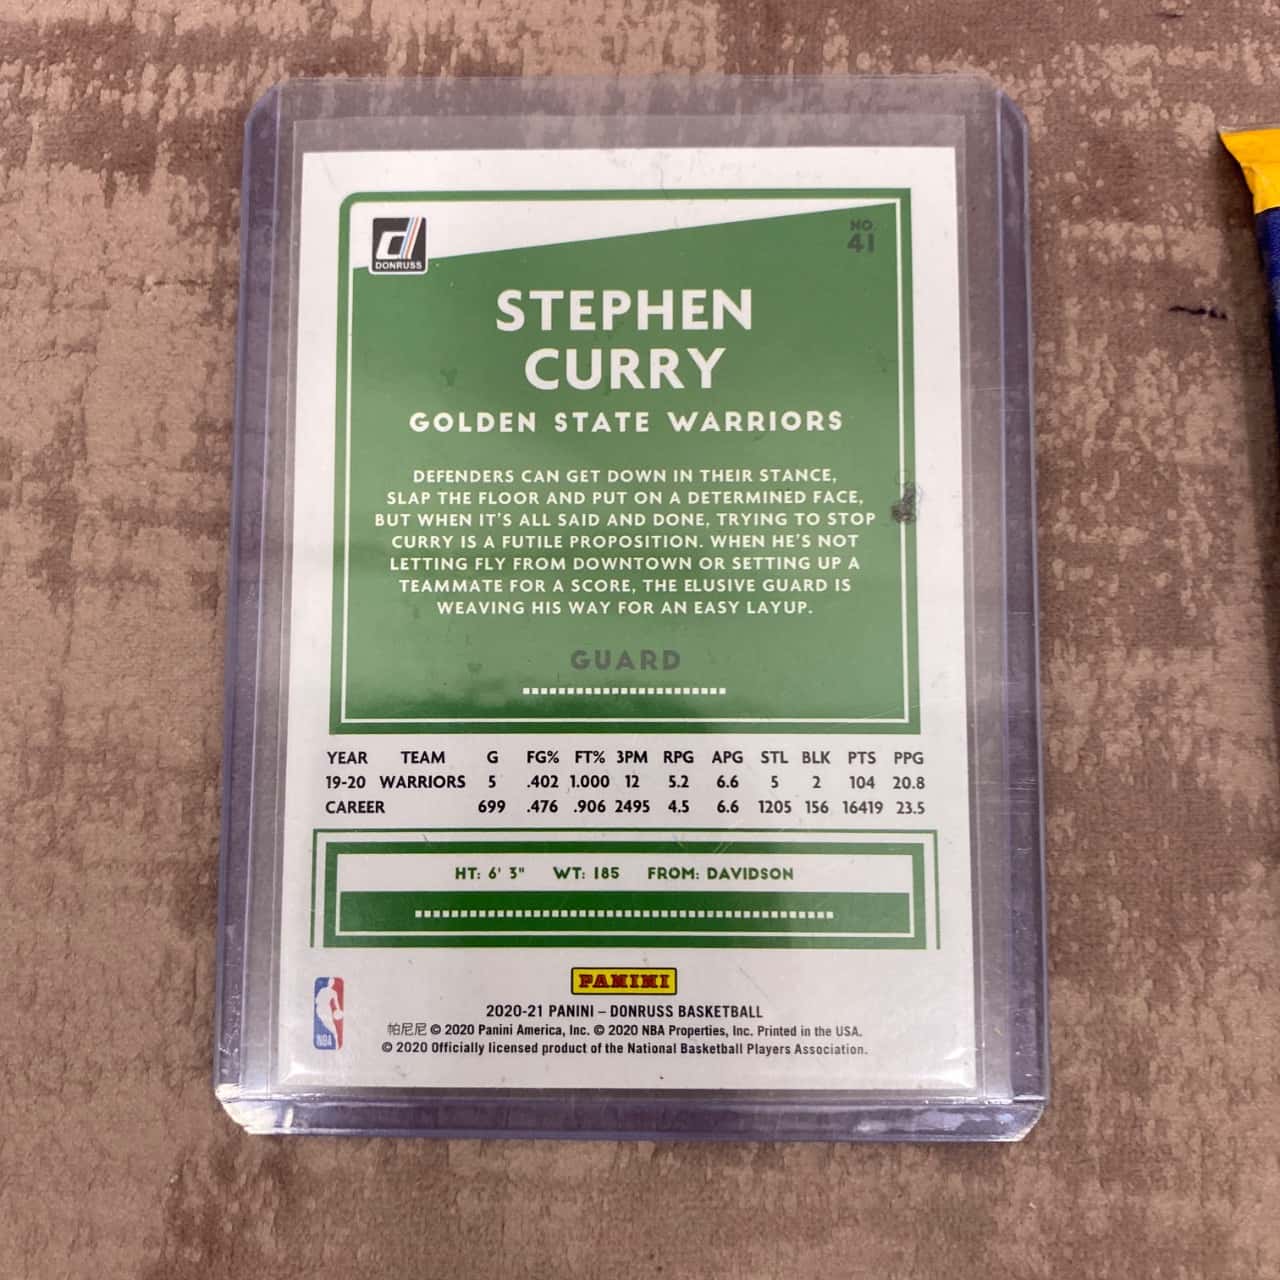 DONRUSS
NO.
41
STEPHEN
CURRY
GOLDEN STATE WARRIORS
DEFENDERS CAN GET DOWN IN THEIR STANCE,
SLAP THE FLOOR AND PUT ON A DETERMINED FACE,
BUT WHEN IT'S ALL SAID AND DONE, TRYING TO STOP
CURRY IS A FUTILE PROPOSITION. WHEN HE'S NOT
LETTING FLY FROM DOWNTOWN OR SETTING UP A
TEAMMATE FOR A SCORE, THE ELUSIVE GUARD IS
WEAVING HIS WAY FOR AN EASY LAYUP.
GUARD
YEAR TEAM G FG% FT% 3PM RPG APG STL BLK PTS PPG
19-20 WARRIORS 5 .402 1.000 12 5.2 6.6 5 2 104 20.8
CAREER 699 .476 .906 2495 4.5 6.6 1205 156 16419 23.5
HT: 6' 3" WT: 185 FROM: DAVIDSON
PANINI
2020-21 PANINI – DONRUSS BASKETBALL
帕尼尼 © 2020 Panini America, Inc. © 2020 NBA Properties, Inc. Printed in the USA.
© 2020 Officially licensed product of the National Basketball Players Association.
NBA